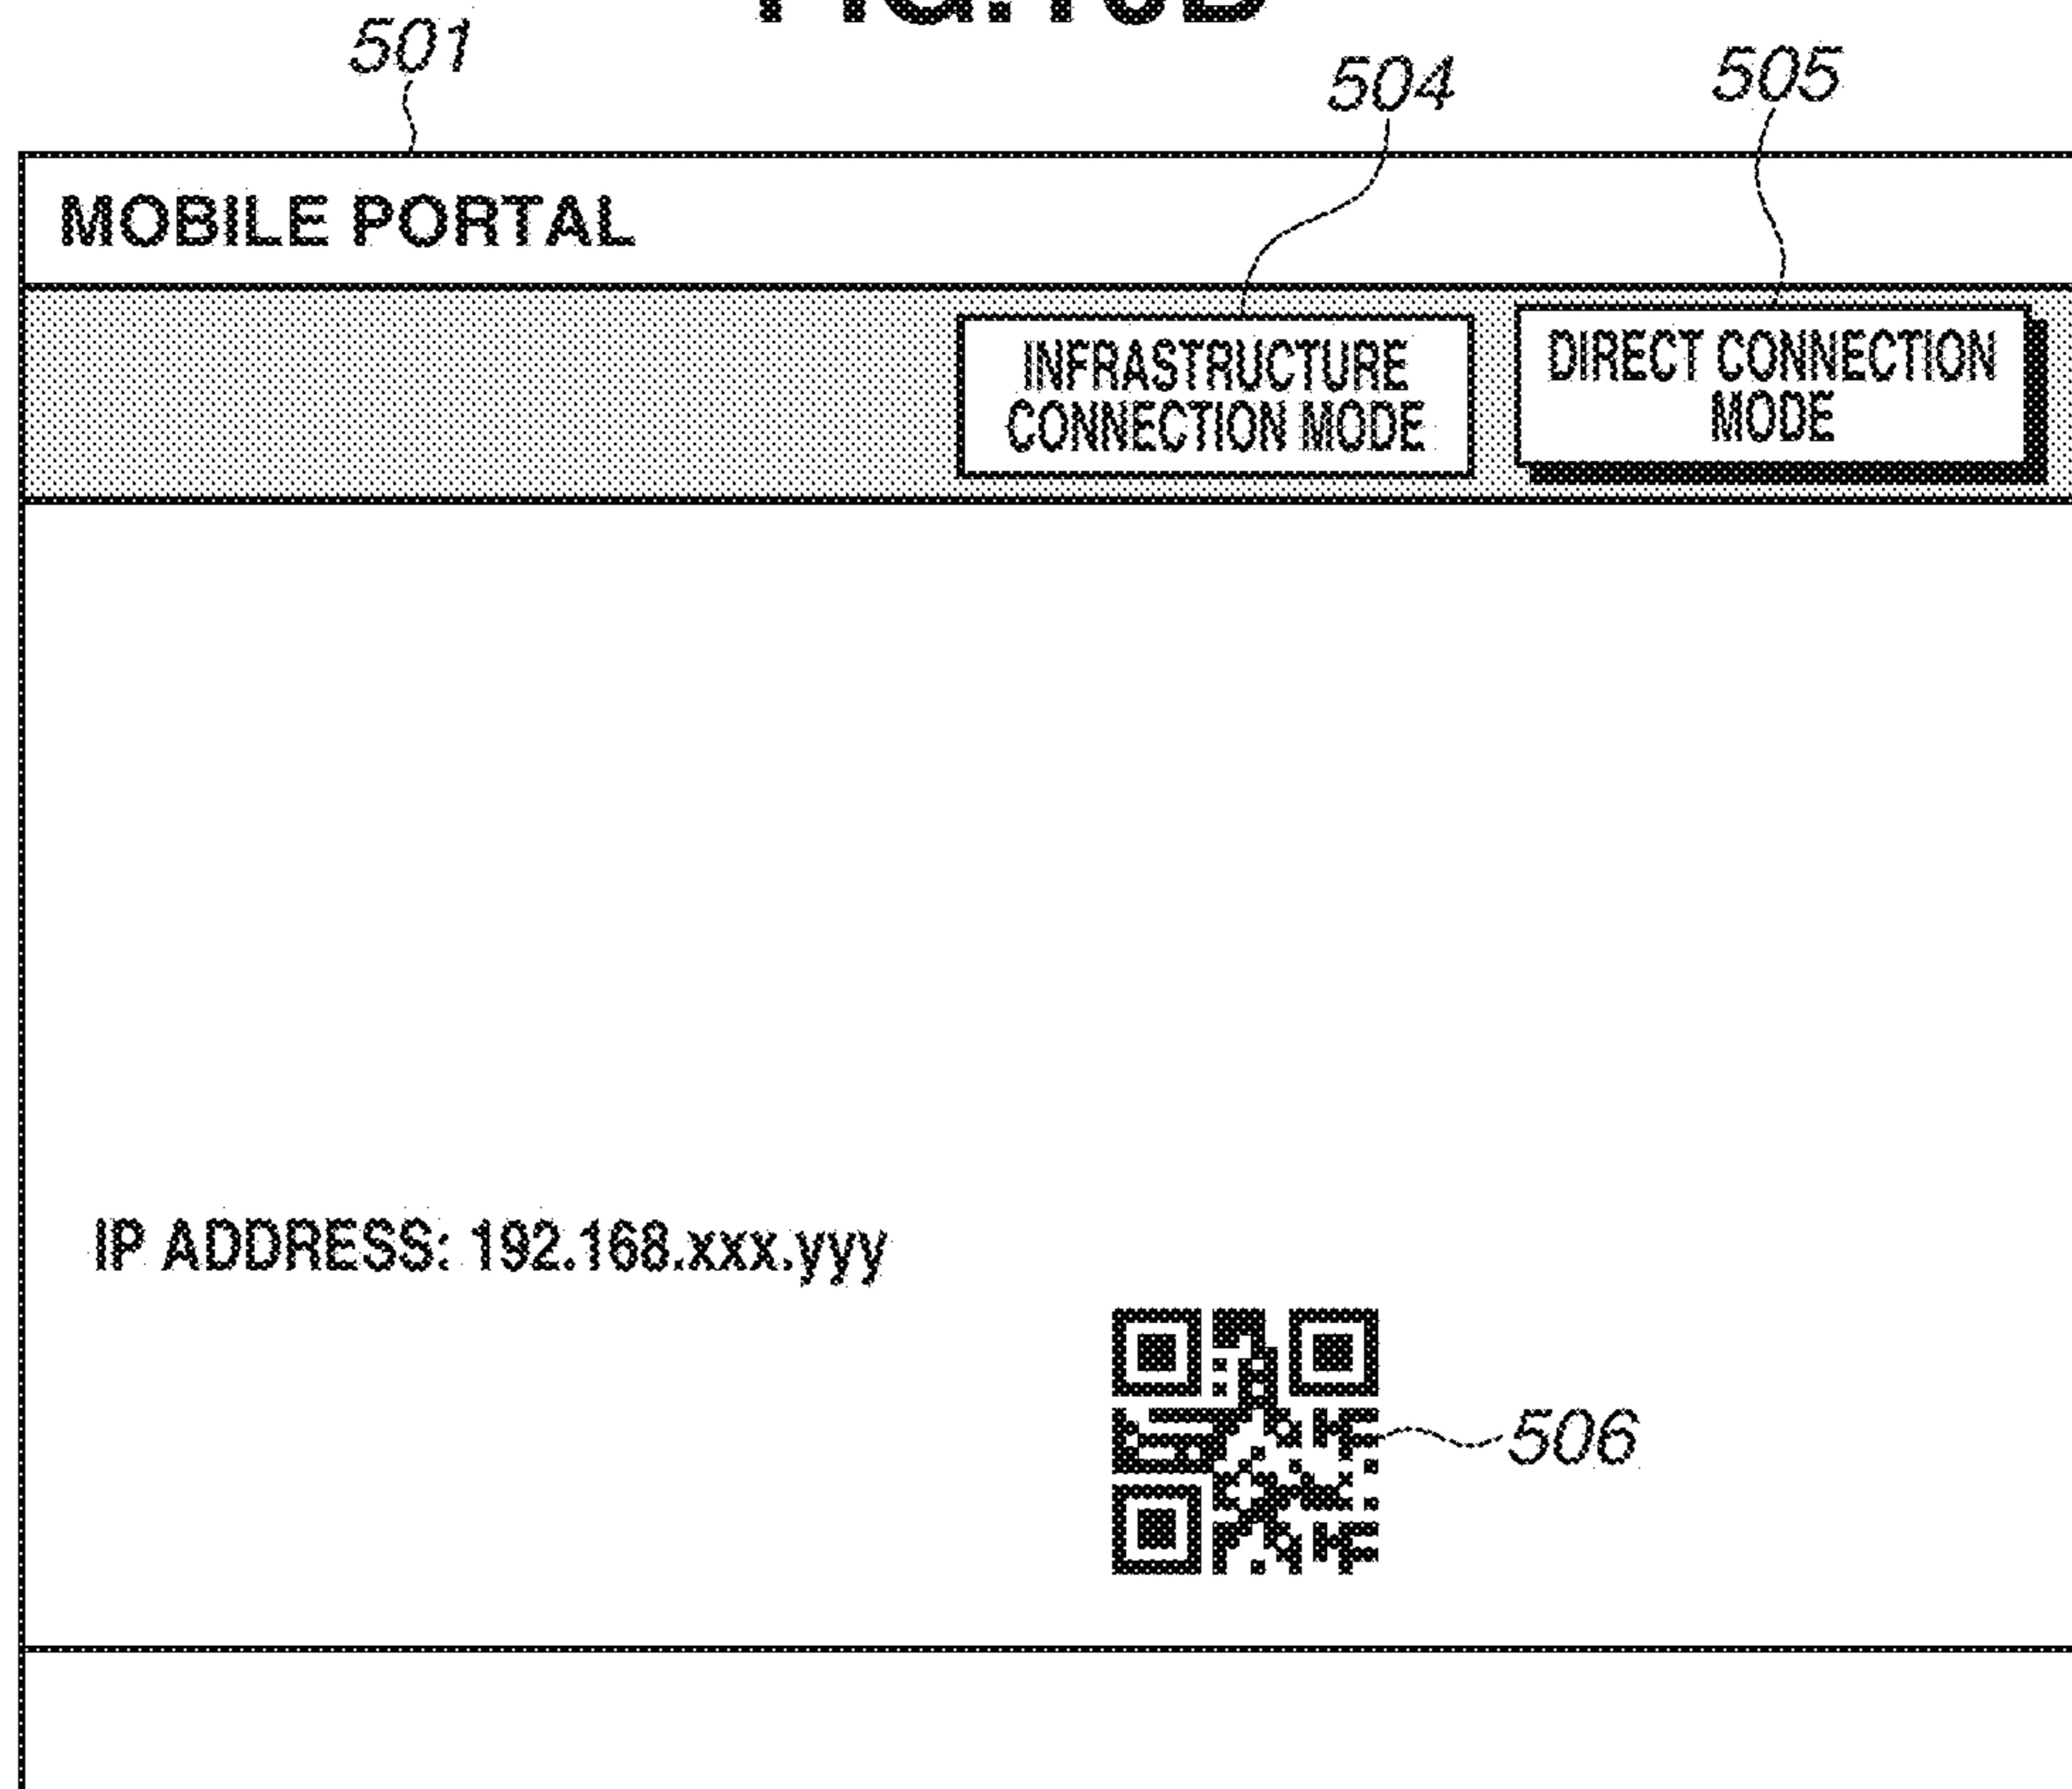 501
504
505
MOBILE PORTAL
INFRASTRUCTURE
CONNECTION MODE
DIRECT CONNECTION
MODE
IP ADDRESS: 192.168.xxx.yyy
506